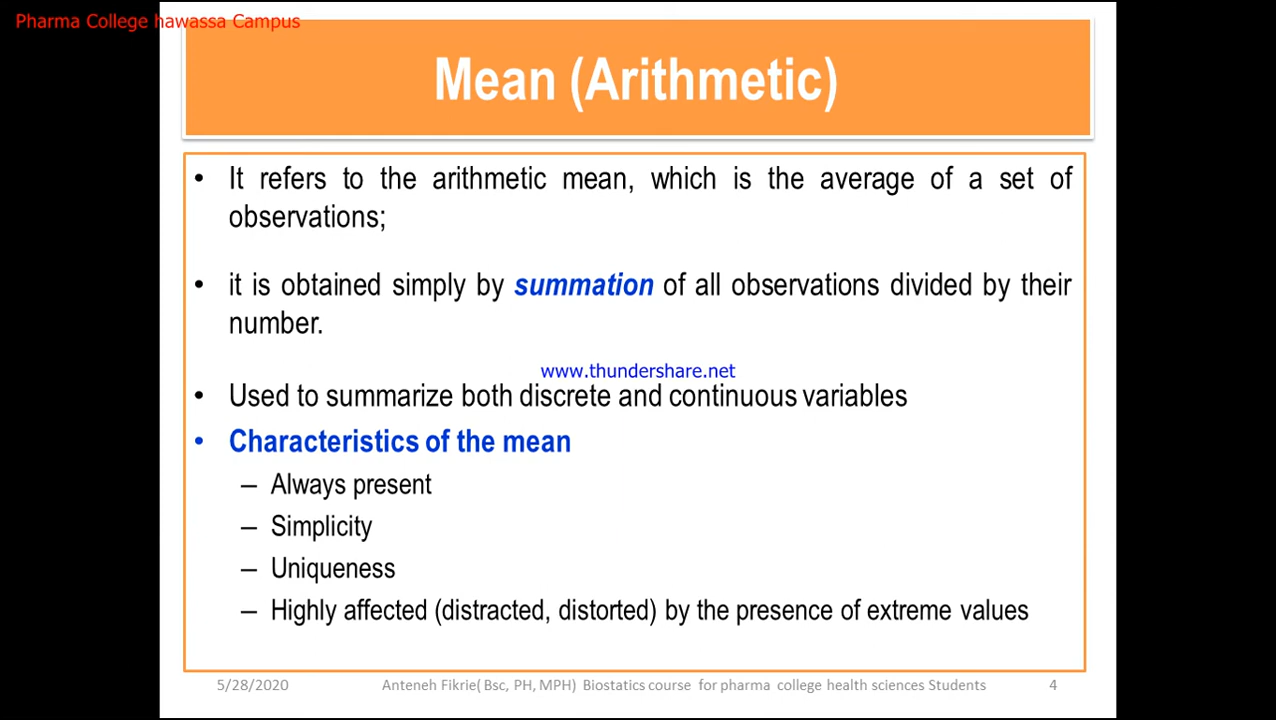 Pharma College hawassa Campus
Mean (Arithmetic)
• It refers to the arithmetic mean, which is the average of a set of
observations;
• it is obtained simply by summation of all observations divided by their
number.
www.thundershare.net
• Used to summarize both discrete and continuous variables
• Characteristics of the mean
– Always present
– Simplicity
– Uniqueness
– Highly affected (distracted, distorted) by the presence of extreme values
5/28/2020 Anteneh Fikrie( Bsc, PH, MPH) Biostatics course for pharma college health sciences Students 4